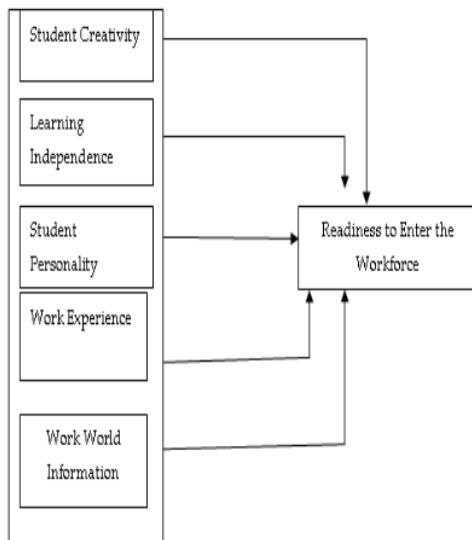 Student Creativity
Learning
Independence
Student
Personality
Work Experience
Work World
Information
Readiness to Enter the
Workforce